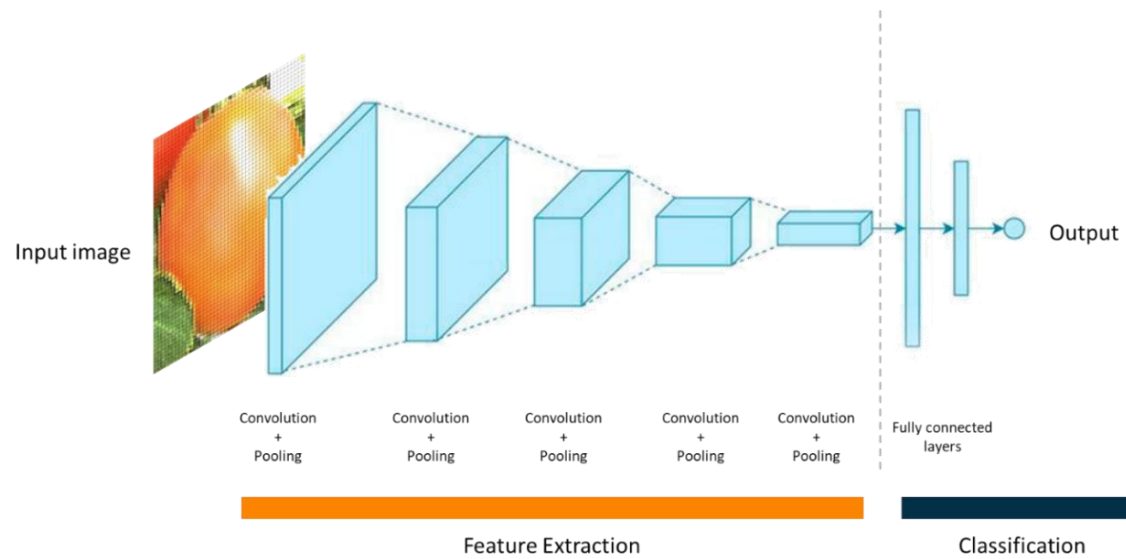 Input image
Output
Convolution
+
Pooling
Convolution
+
Pooling
Convolution
+
Pooling
Convolution
+
Pooling
Convolution
+
Pooling
Fully connected
layers
Feature Extraction
Classification